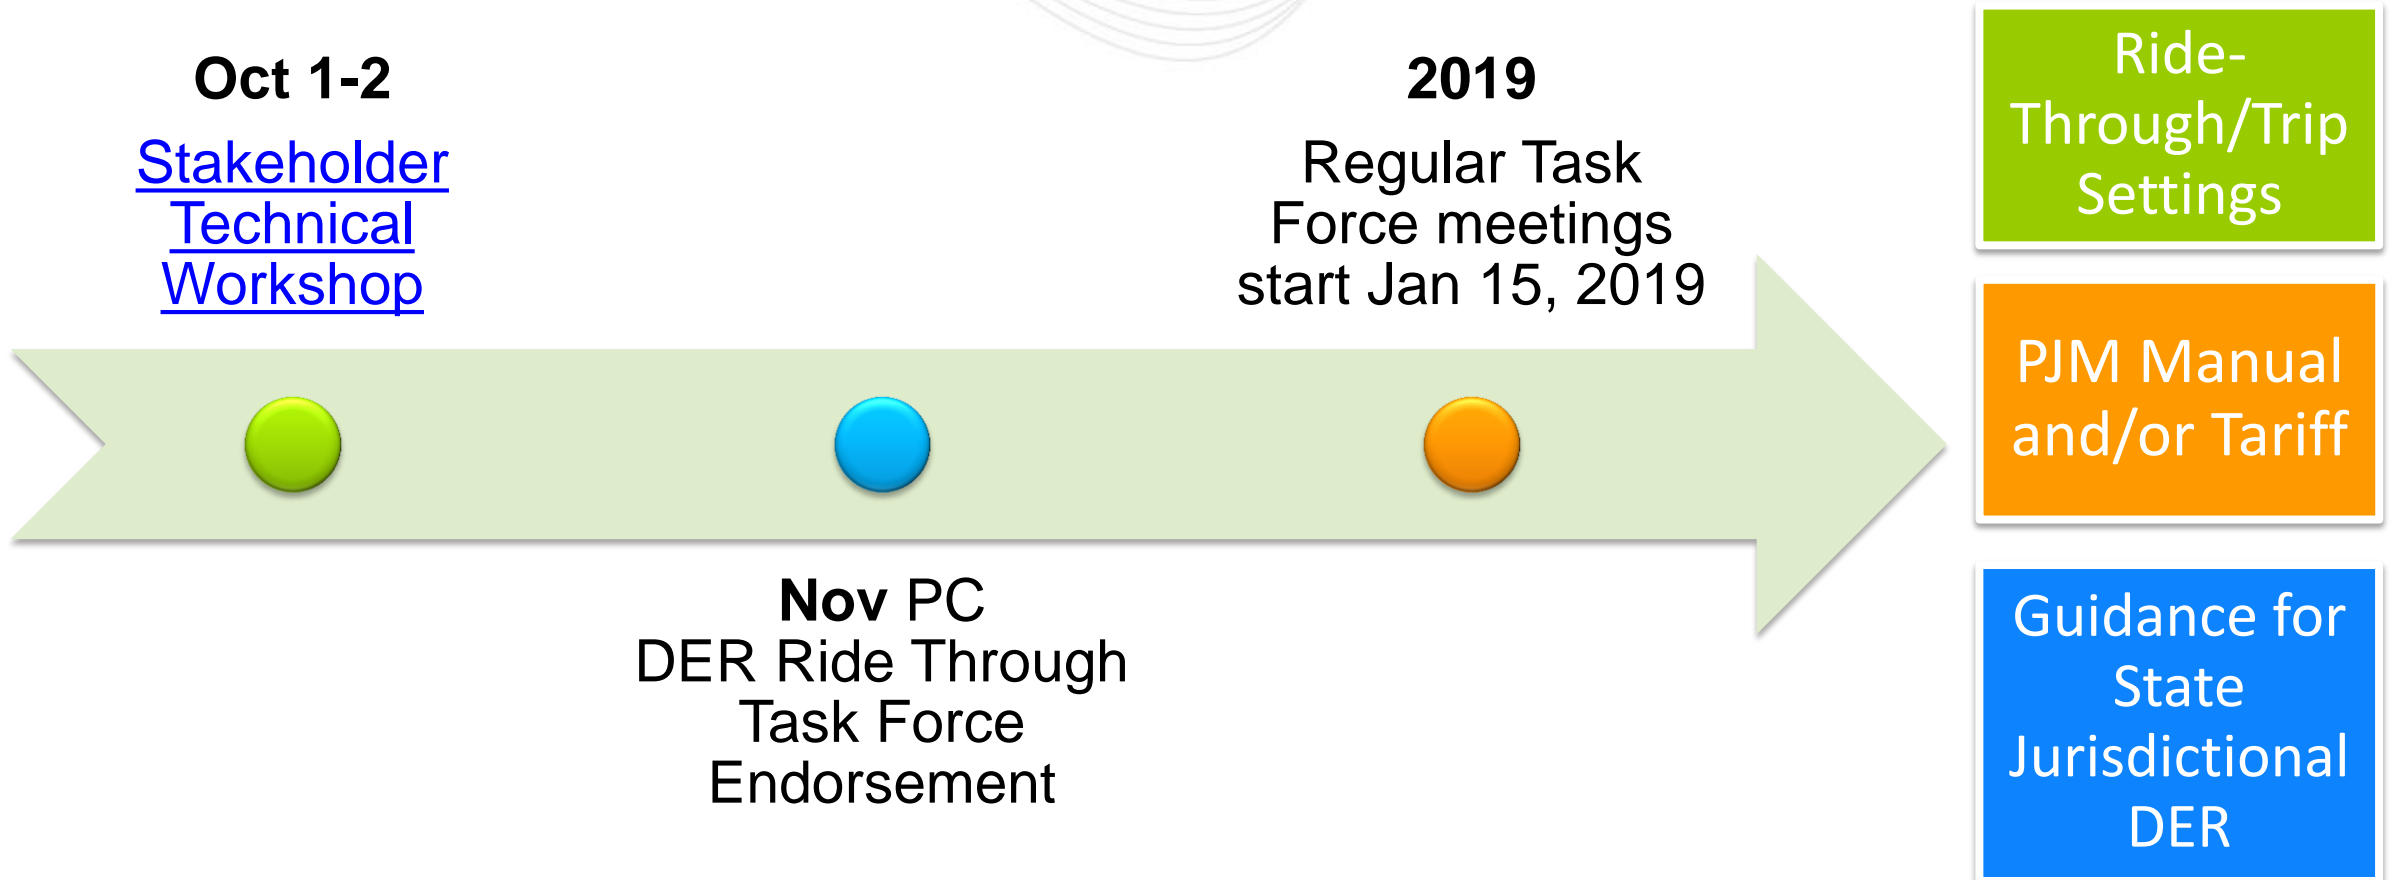 Oct 1-2
Stakeholder
Technical
Workshop
Nov PC
DER Ride Through
Task Force
Endorsement
2019
Regular Task
Force meetings
start Jan 15, 2019
Ride-
Through/Trip
Settings
PJM Manual
and/or Tariff
Guidance for
State
Jurisdictional
DER